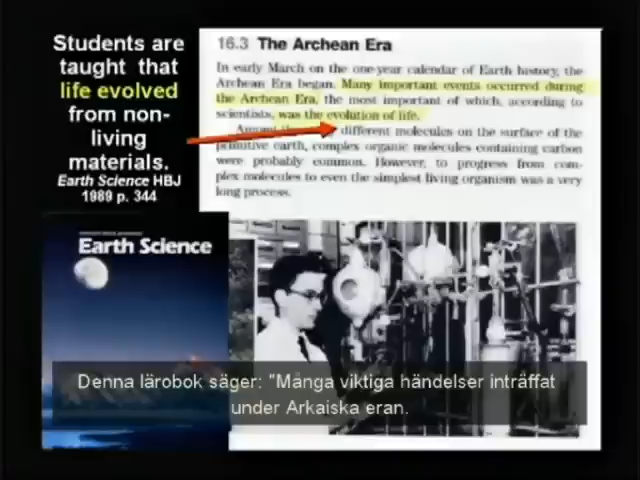 Students are
taught that
life evolved
from non-
living
materials.
Earth Science HBJ
1989 p. 344
16.3 The Archean Era
In early March on the one-year calendar of Earth history, the
Archean Era began. Many important events occurred during
the Archean Era, the most important of which, according to
scientists, was the evolution of life.
Among the different molecules on the surface of the
primitive earth, complex organic molecules containing carbon
were probably common. However, to progress from com-
plex molecules to even the simplest living organism was a very
long process.
Earth Science
Denna lärobok säger: "Många viktiga händelser inträffat
under Arkaiska eran.